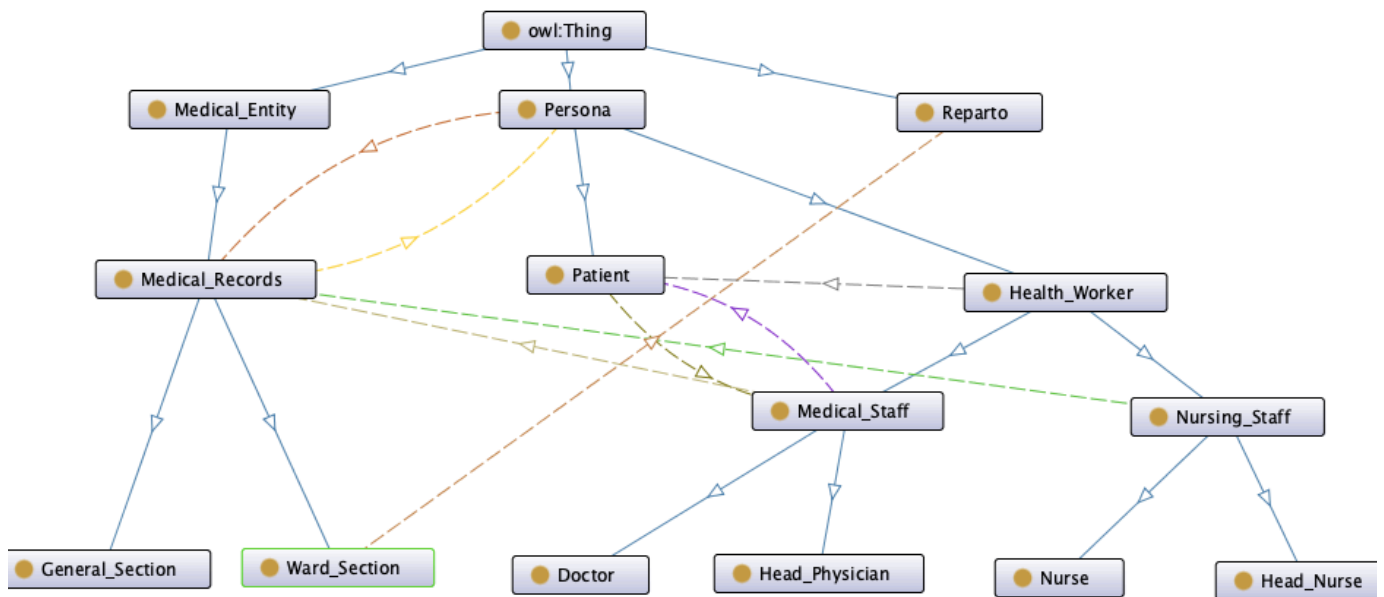 owl:Thing
Medical_Entity
Persona
Reparto
Medical_Records
Patient
Health_Worker
Medical_Staff
Nursing_Staff
General_Section
Ward_Section
Doctor
Head_Physician
Nurse
Head_Nurse